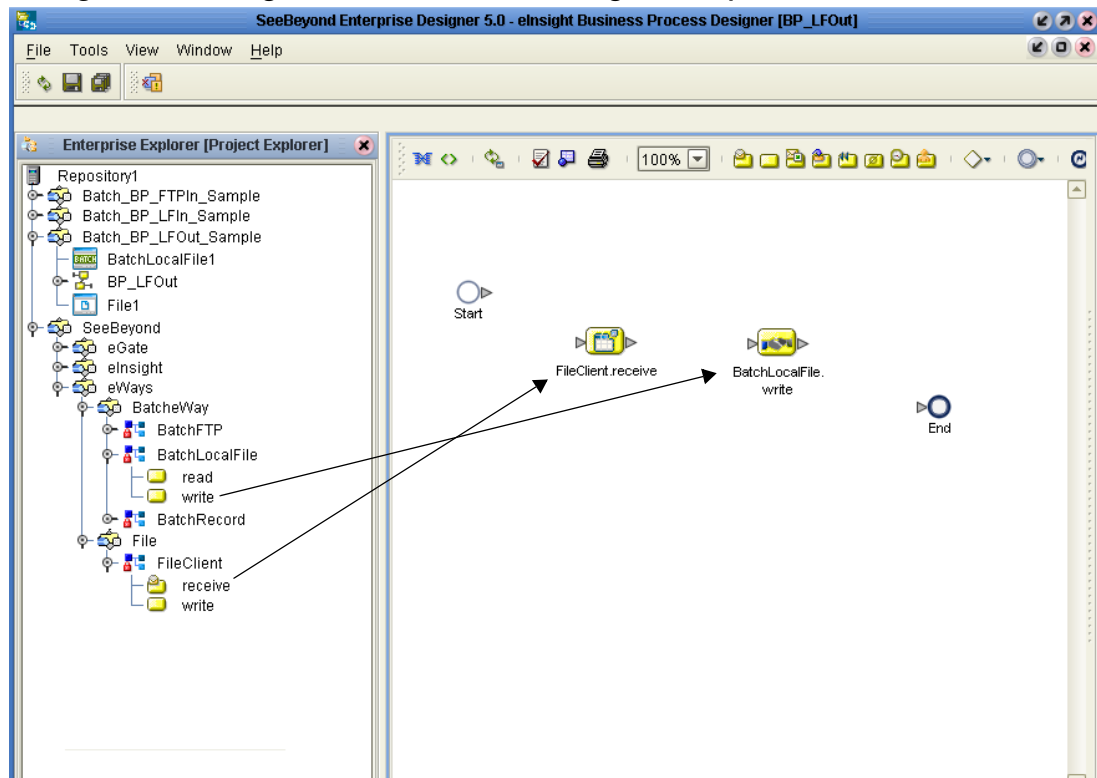 SeeBeyond Enterprise Designer 5.0 - eInsight Business Process Designer [BP_LFOut]
File Tools View Window Help
Enterprise Explorer [Project Explorer]
100%
Repository1
Batch_BP_FTPIn_Sample
Batch_BP_LFIn_Sample
Batch_BP_LFOut_Sample
BATCH BatchLocalFile1
BP_LFOut
File1
SeeBeyond
eGate
eInsight
eWays
BatcheWay
BatchFTP
BatchLocalFile
read
write
BatchRecord
File
FileClient
receive
write
Start
FileClient.receive
BatchLocalFile.
write
End